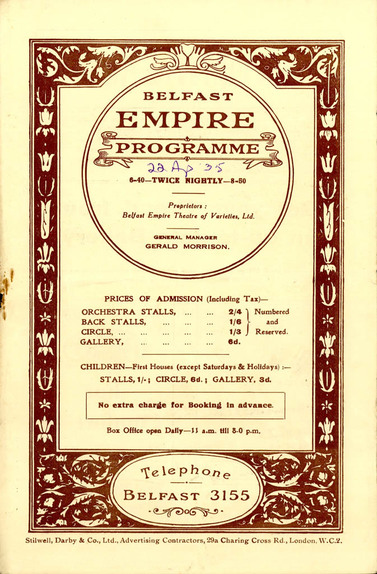 BELFAST
EMPIRE
PROGRAMME
22 Ap 35
6-40—TWICE NIGHTLY—8-50
Proprietors :
Belfast Empire Theatre of Varieties, Ltd.
GENERAL MANAGER
GERALD MORRISON.
PRICES OF ADMISSION (Including Tax)—
ORCHESTRA STALLS, ... ... 2/4 } Numbered
BACK STALLS, ... ... ... 1/6 } and
CIRCLE, ... ... ... ... 1/3 } Reserved.
GALLERY, ... ... ... 6d.
CHILDREN—First Houses (except Saturdays & Holidays) :—
STALLS, 1/- ; CIRCLE, 6d. ; GALLERY, 3d.
No extra charge for Booking in advance.
Box Office open Daily—11 a.m. till 8-0 p.m.
Telephone
BELFAST 3155
Stilwell, Darby & Co., Ltd., Advertising Contractors, 29a Charing Cross Rd., London, W.C.2.